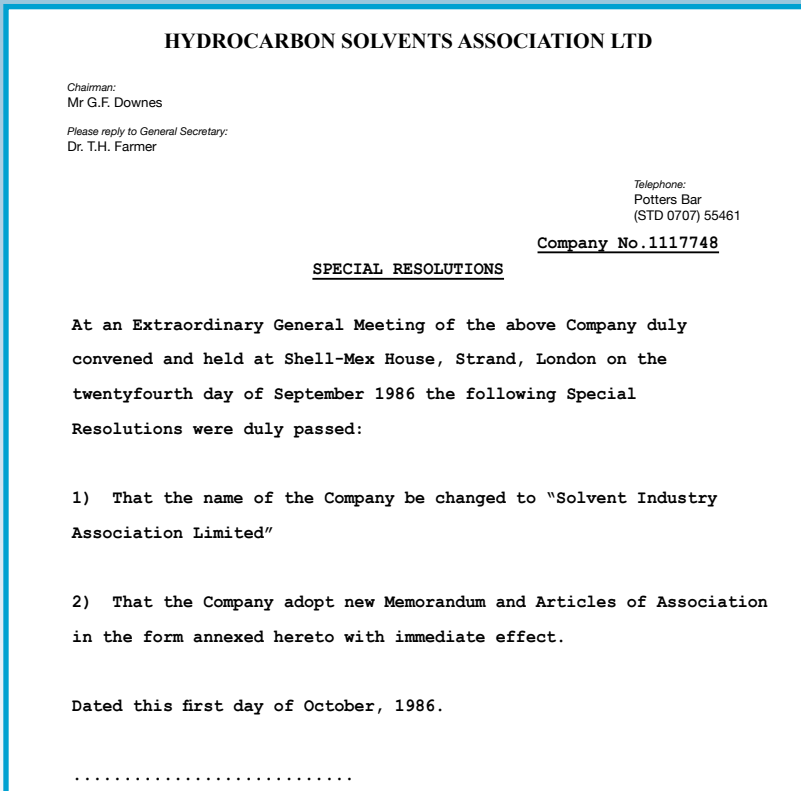 HYDROCARBON SOLVENTS ASSOCIATION LTD
Chairman:
Mr G.F. Downes
Please reply to General Secretary:
Dr. T.H. Farmer
Telephone:
Potters Bar
(STD 0707) 55461
Company No.1117748
SPECIAL RESOLUTIONS
At an Extraordinary General Meeting of the above Company duly
convened and held at Shell-Mex House, Strand, London on the
twentyfourth day of September 1986 the following Special
Resolutions were duly passed:
1) That the name of the Company be changed to “Solvent Industry
Association Limited”
2) That the Company adopt new Memorandum and Articles of Association
in the form annexed hereto with immediate effect.
Dated this first day of October, 1986.
............................